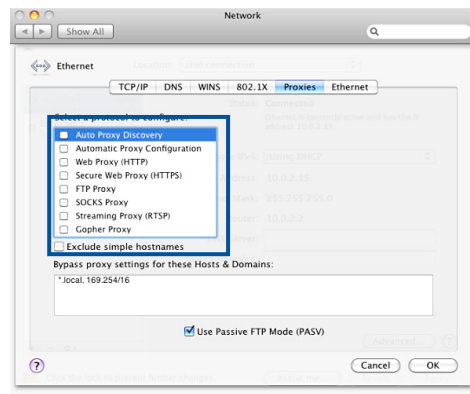 Network
Show All
Ethernet
TCP/IP DNS WINS 802.1X Proxies Ethernet
Select a protocol to configure:
Auto Proxy Discovery
Automatic Proxy Configuration
Web Proxy (HTTP)
Secure Web Proxy (HTTPS)
FTP Proxy
SOCKS Proxy
Streaming Proxy (RTSP)
Gopher Proxy
Exclude simple hostnames
Bypass proxy settings for these Hosts & Domains:
*.local, 169.254/16
Use Passive FTP Mode (PASV)
Advanced...
?
Cancel OK